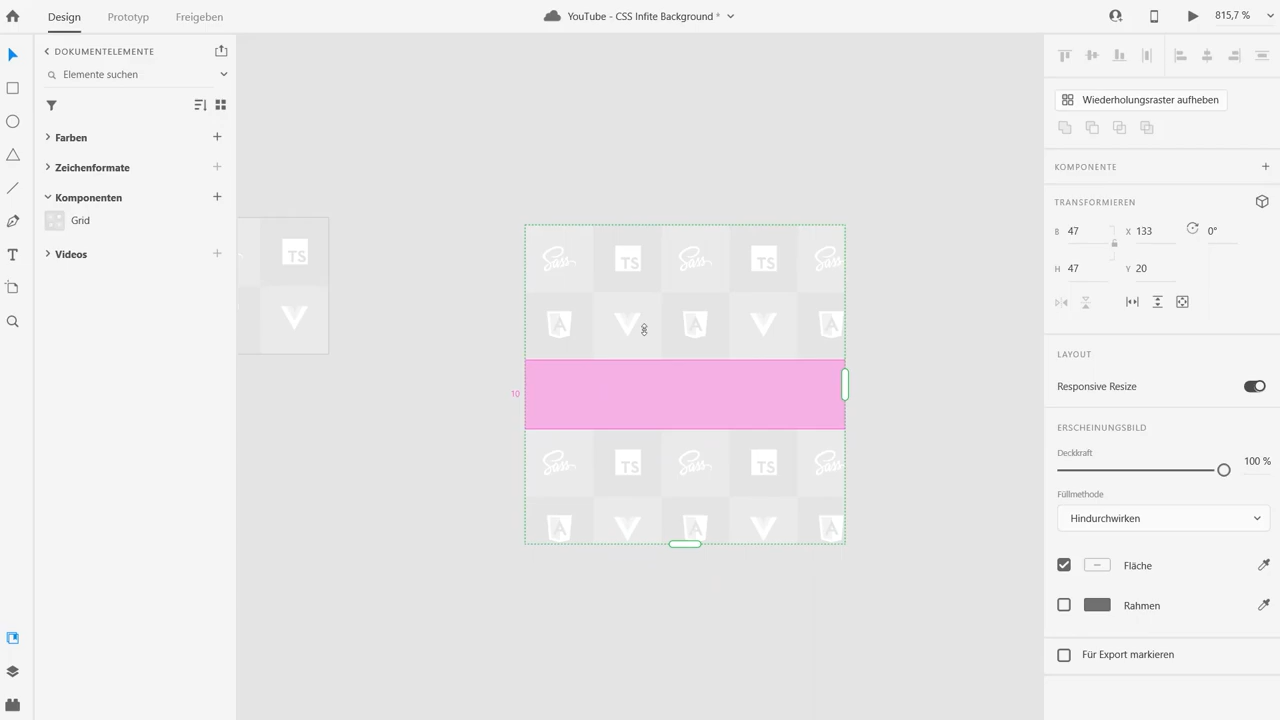 Design
Prototyp
Freigeben
YouTube - CSS Infite Background *
815,7 %
DOKUMENTELEMENTE
Elemente suchen
Farben
Zeichenformate
Komponenten
Grid
Videos
TS
Sass
TS
Sass
TS
Sass
A
A
A
10
Sass
TS
Sass
TS
Sass
A
A
A
Wiederholungsraster aufheben
KOMPONENTE
TRANSFORMIEREN
B 47
X 133
0°
H 47
Y 20
LAYOUT
Responsive Resize
ERSCHEINUNGSBILD
Deckkraft
100 %
Füllmethode
Hindurchwirken
Fläche
Rahmen
Für Export markieren